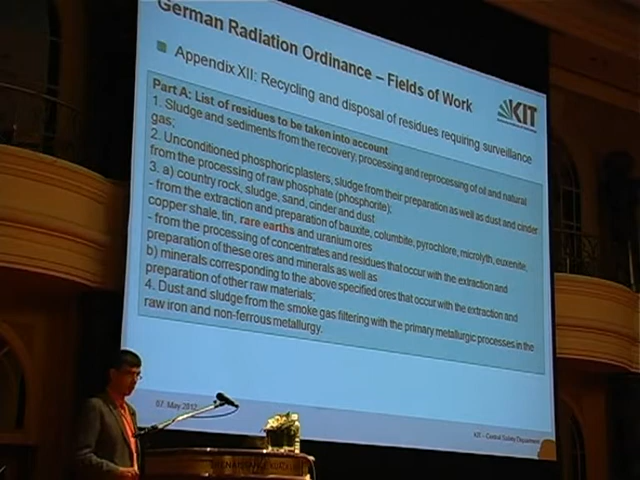 German Radiation Ordinance – Fields of Work
KIT
Appendix XII: Recycling and disposal of residues requiring surveillance
Part A: List of residues to be taken into account
1. Sludge and sediments from the recovery, processing and reprocessing of oil and natural
gas;
2. Unconditioned phosphoric plasters, sludge from their preparation as well as dust and cinder
from the processing of raw phosphate (phosphorite);
3. a) country rock, sludge, sand, cinder and dust
- from the extraction and preparation of bauxite, columbite, pyrochlore, microlyth, euxenite,
copper shale, tin, rare earths and uranium ores
- from the processing of concentrates and residues that occur with the extraction and
preparation of these ores and minerals as well as
b) minerals corresponding to the above specified ores that occur with the extraction and
preparation of other raw materials;
4. Dust and sludge from the smoke gas filtering with the primary metallurgic processes in the
raw iron and non-ferrous metallurgy.
07. May 2012
KIT – Central Safety Department
RENAISSANCE